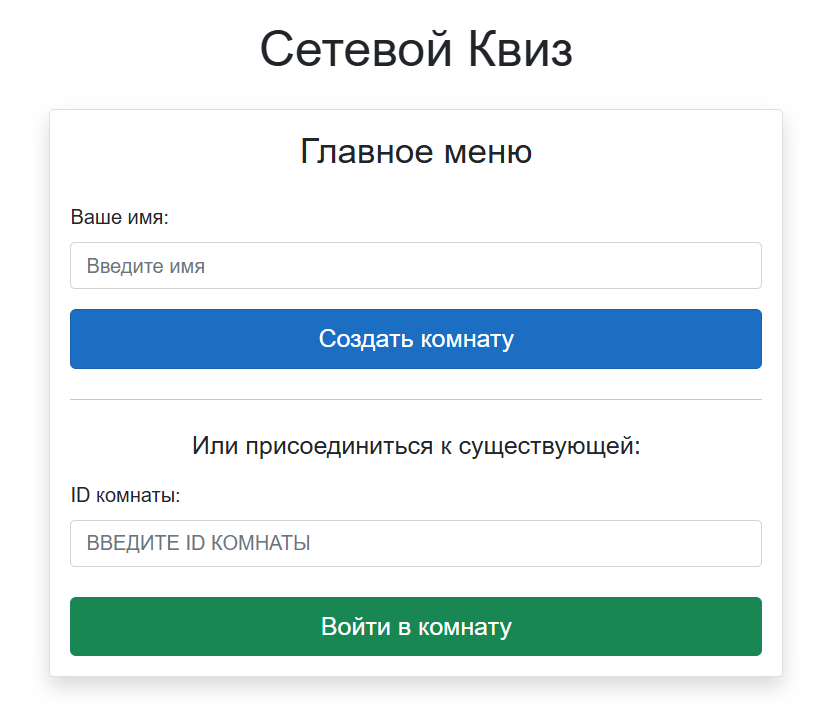 Сетевой Квиз
Главное меню
Ваше имя:
Введите имя
Создать комнату
Или присоединиться к существующей:
ID комнаты:
ВВЕДИТЕ ID КОМНАТЫ
Войти в комнату